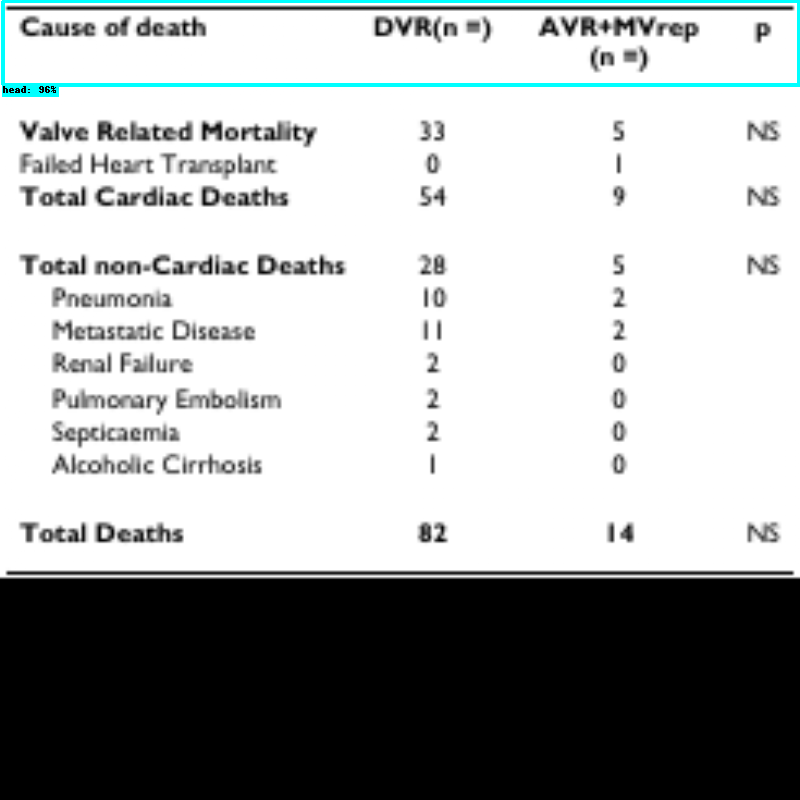 Cause of death DVR(n =) AVR+MVrep p
(n =)
head: 96%
Valve Related Mortality 33 5 NS
Failed Heart Transplant 0 1
Total Cardiac Deaths 54 9 NS
Total non-Cardiac Deaths 28 5 NS
Pneumonia 10 2
Metastatic Disease 11 2
Renal Failure 2 0
Pulmonary Embolism 2 0
Septicaemia 2 0
Alcoholic Cirrhosis 1 0
Total Deaths 82 14 NS